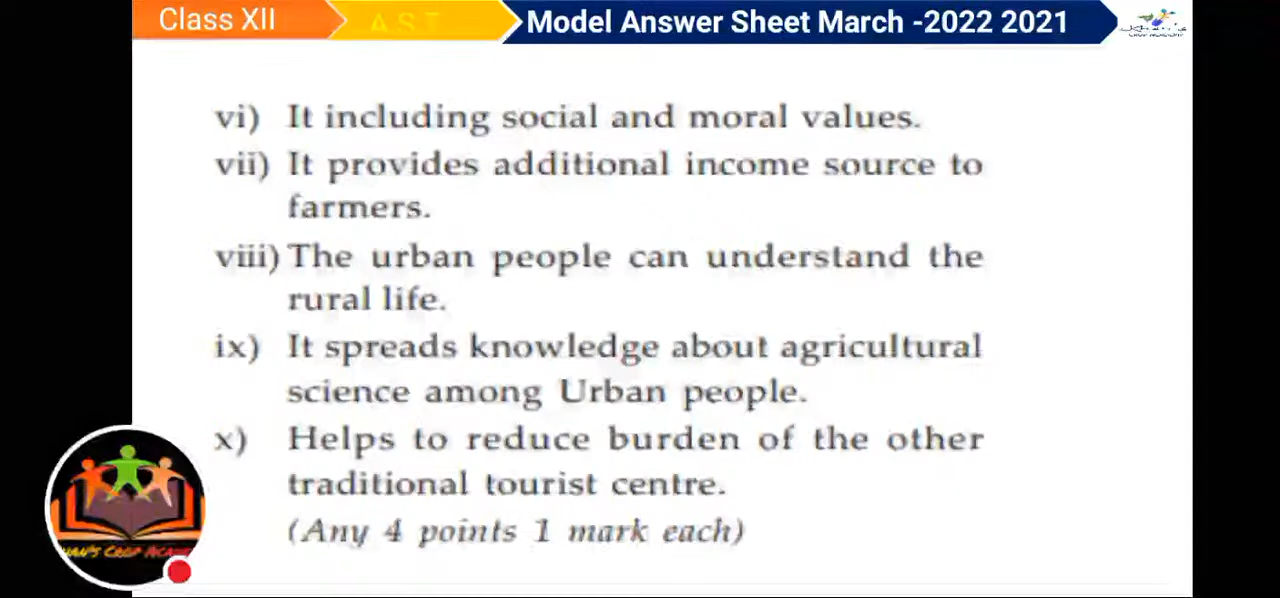 Class XII
A S T
Model Answer Sheet March -2022 2021
vi) It including social and moral values.
vii) It provides additional income source to
farmers.
viii) The urban people can understand the
rural life.
ix) It spreads knowledge about agricultural
science among Urban people.
x) Helps to reduce burden of the other
traditional tourist centre.
(Any 4 points 1 mark each)